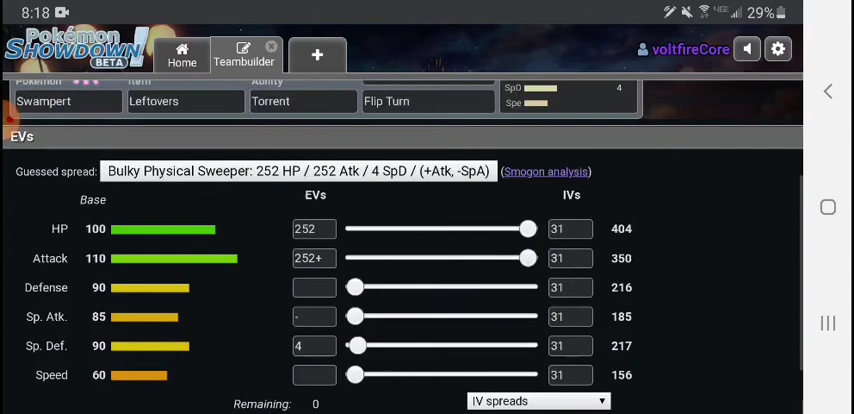 8:18 29%
Pokémon SHOWDOWN! BETA
Home
Teambuilder
+
voltfireCore
Pokémon Item Ability
Swampert Leftovers Torrent Flip Turn
SpD 4
Spe
EVs
Guessed spread: Bulky Physical Sweeper: 252 HP / 252 Atk / 4 SpD / (+Atk, -SpA) (Smogon analysis)
Base EVs IVs
HP 100 252 31 404
Attack 110 252+ 31 350
Defense 90 31 216
Sp. Atk. 85 - 31 185
Sp. Def. 90 4 31 217
Speed 60 31 156
Remaining: 0 IV spreads